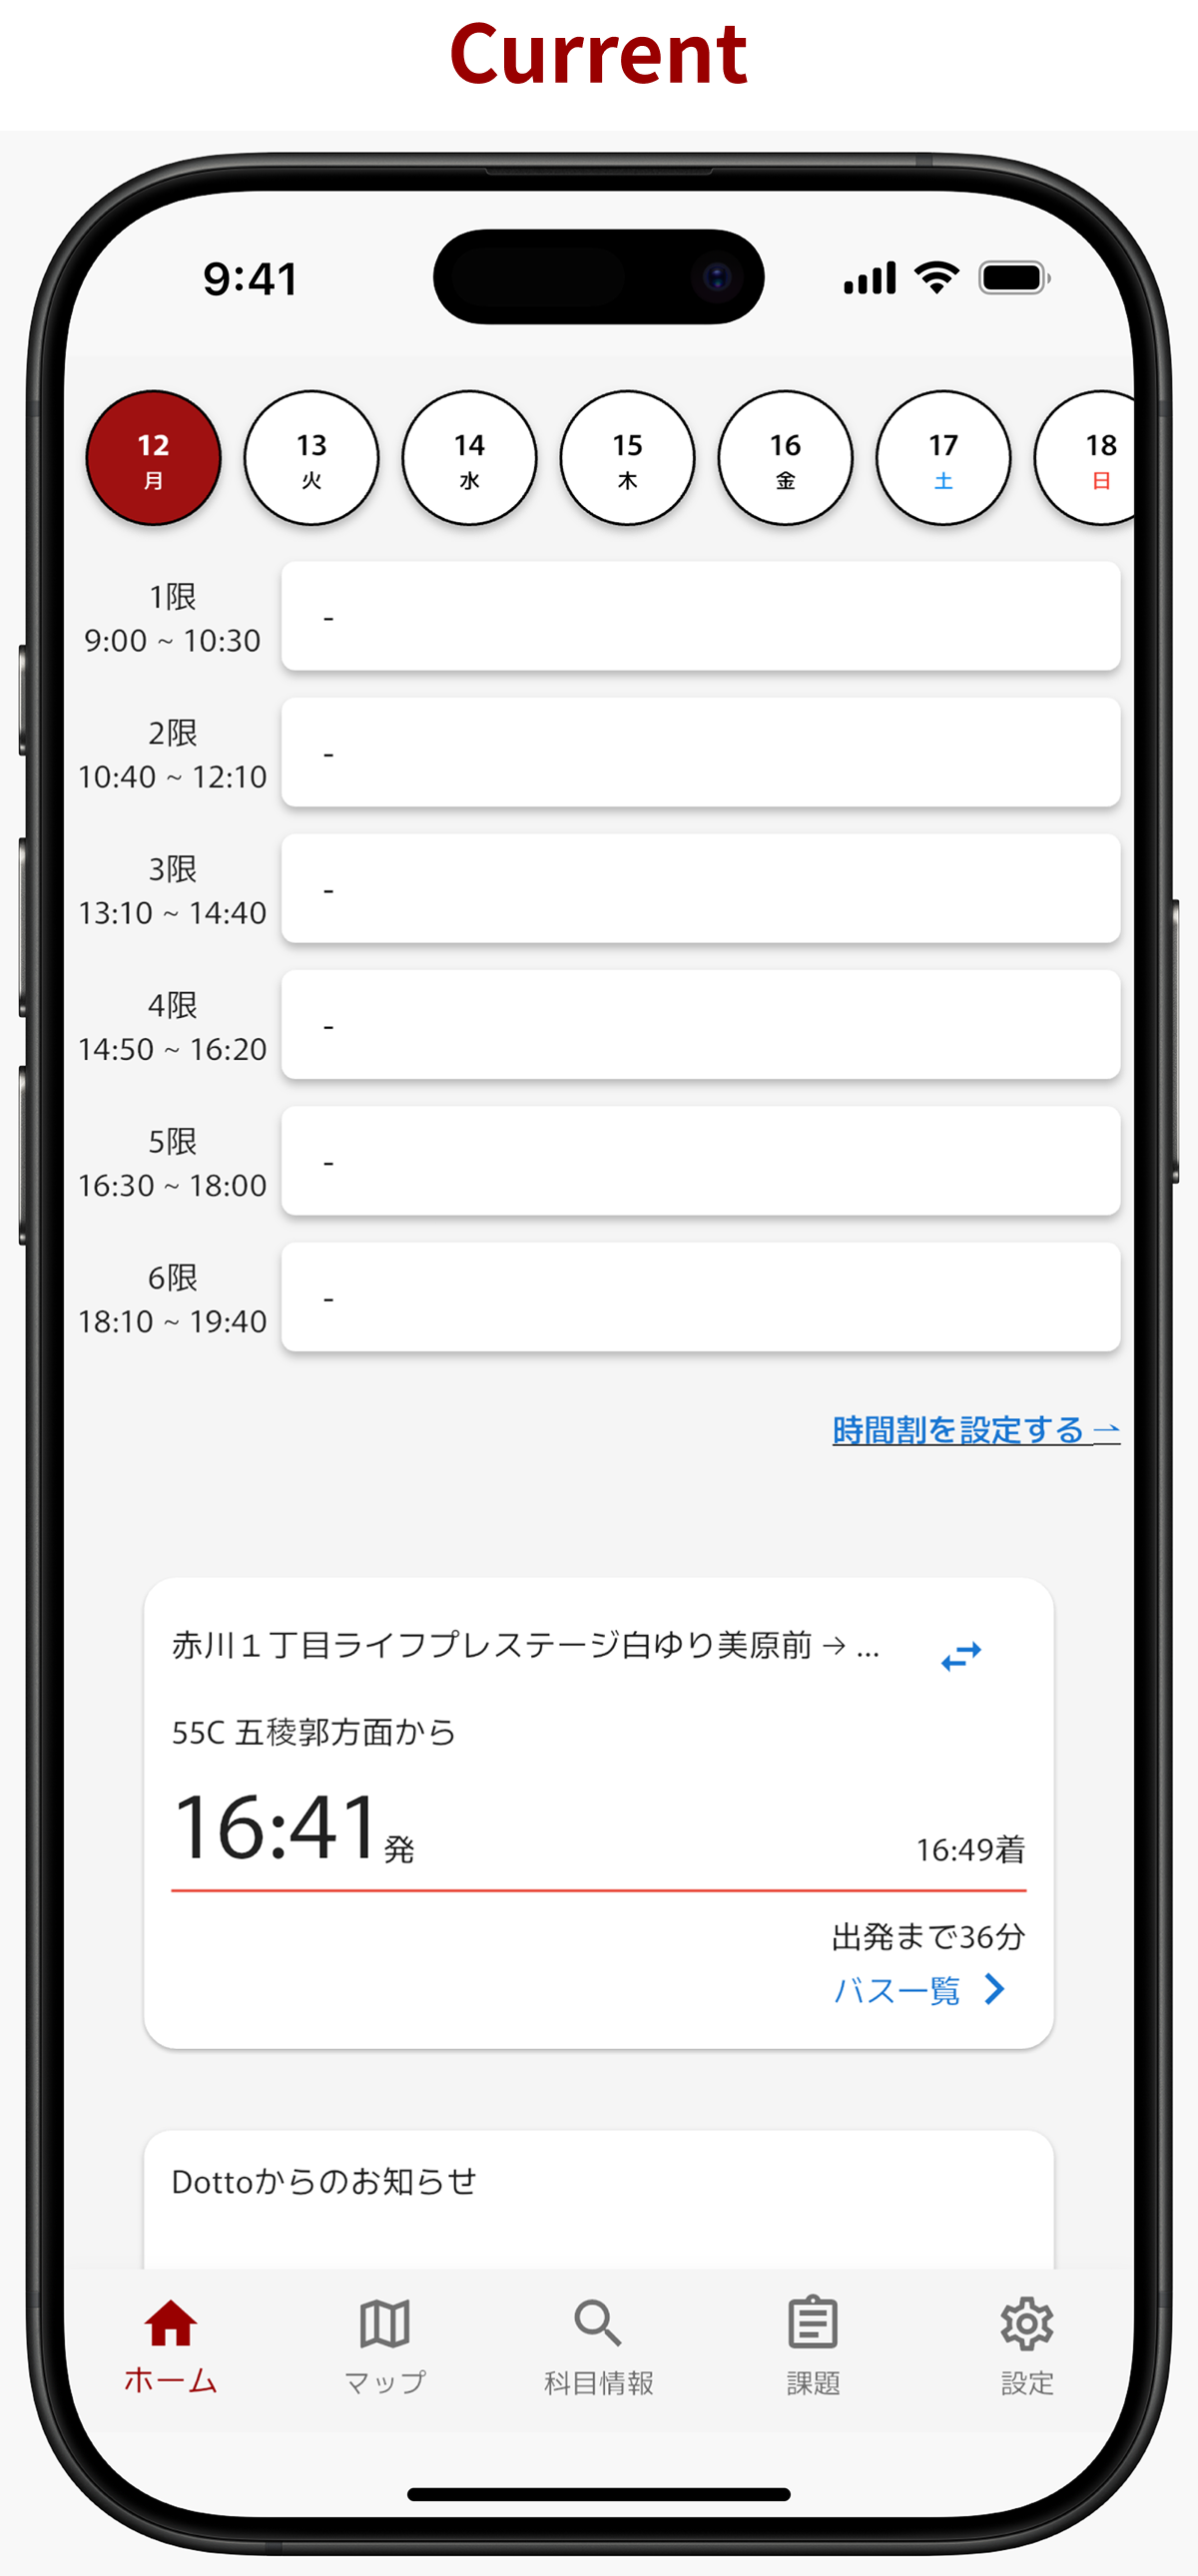 Current
9:41
12 13 14 15 16 17 18
月 火 水 木 金 土 日
1限
9:00 ~ 10:30
-
2限
10:40 ~ 12:10
-
3限
13:10 ~ 14:40
-
4限
14:50 ~ 16:20
-
5限
16:30 ~ 18:00
-
6限
18:10 ~ 19:40
-
時間割を設定する →
赤川１丁目ライフプレステージ白ゆり美原前 → ...
55C 五稜郭方面から
16:41発 16:49着
出発まで36分
バス一覧
Dottoからのお知らせ
ホーム マップ 科目情報 課題 設定